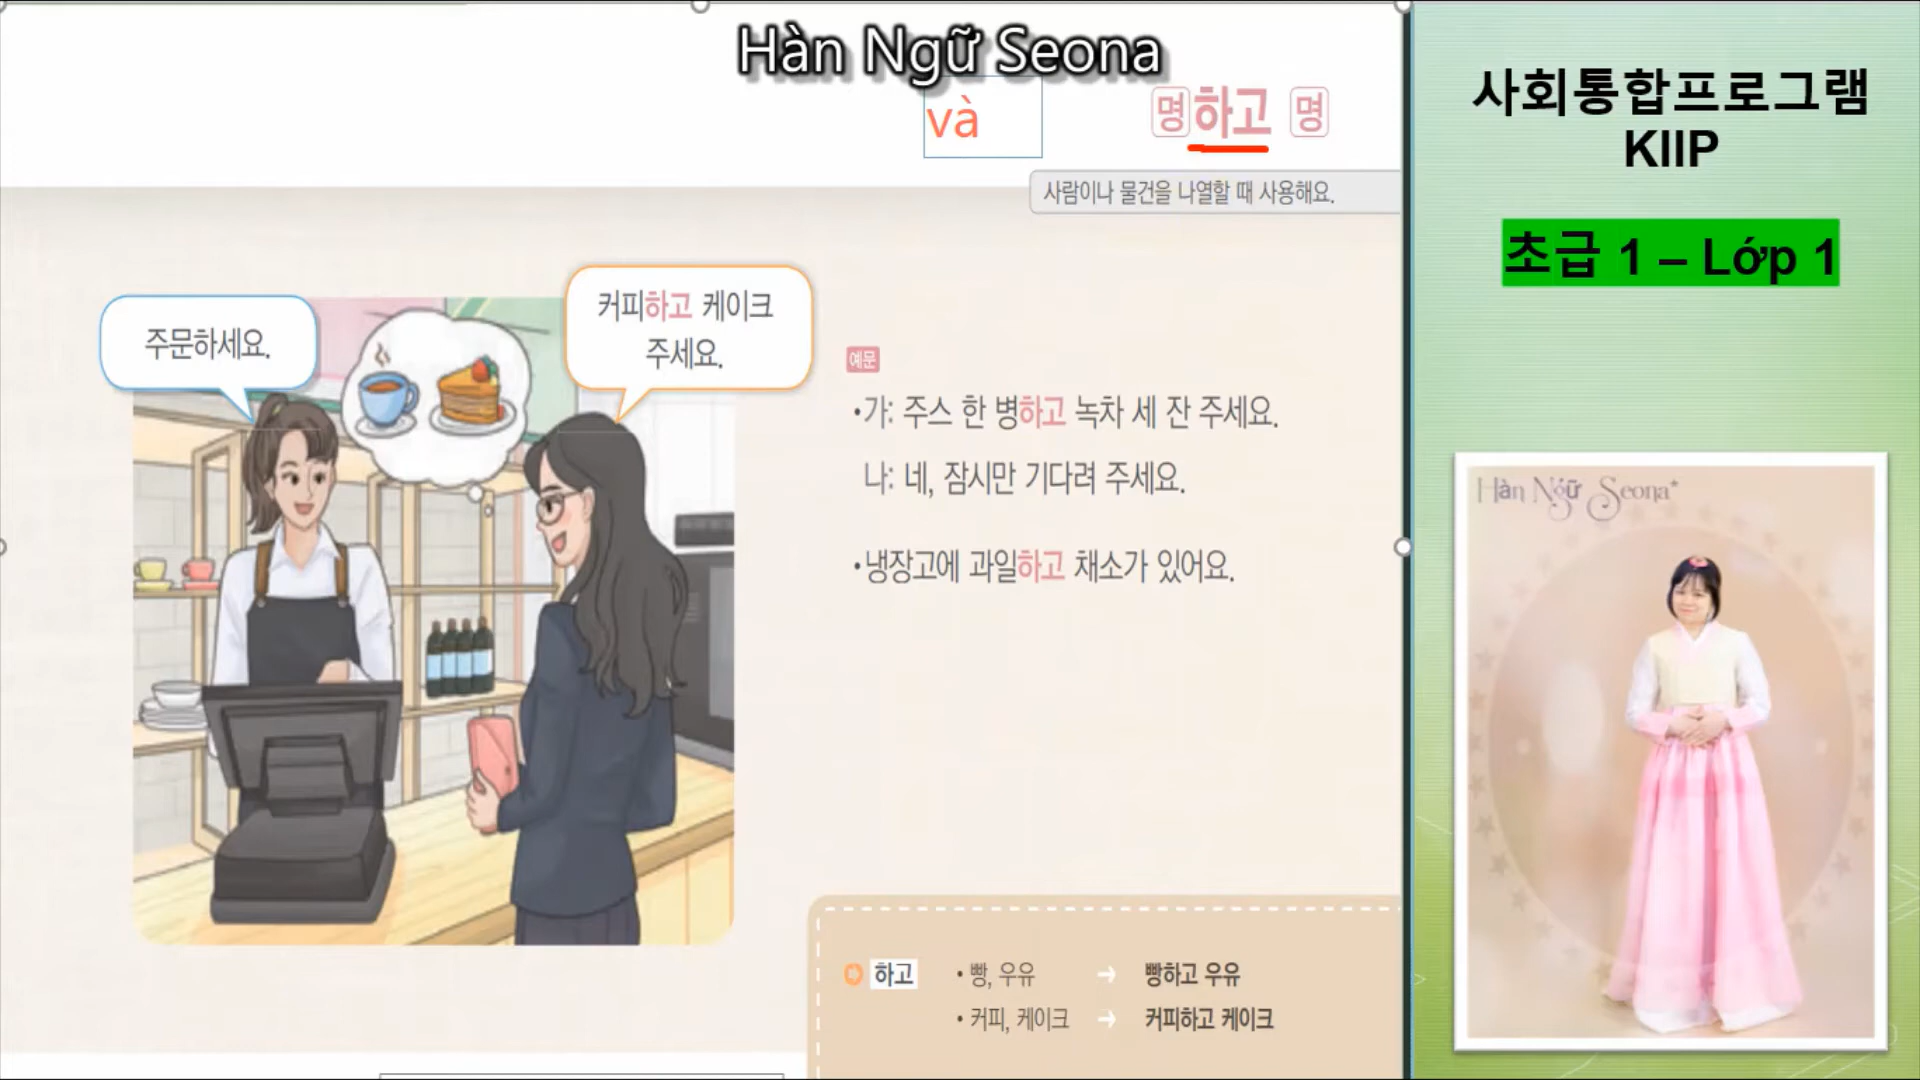 Hàn Ngữ Seona
và
명 하고 명
사람이나 물건을 나열할 때 사용해요.
주문하세요.
커피하고 케이크
주세요.
예문
•가: 주스 한 병하고 녹차 세 잔 주세요.
나: 네, 잠시만 기다려 주세요.
•냉장고에 과일하고 채소가 있어요.
하고
• 빵, 우유 → 빵하고 우유
• 커피, 케이크 → 커피하고 케이크
사회통합프로그램
KIIP
초급 1 – Lớp 1
Hàn Ngữ Seona*